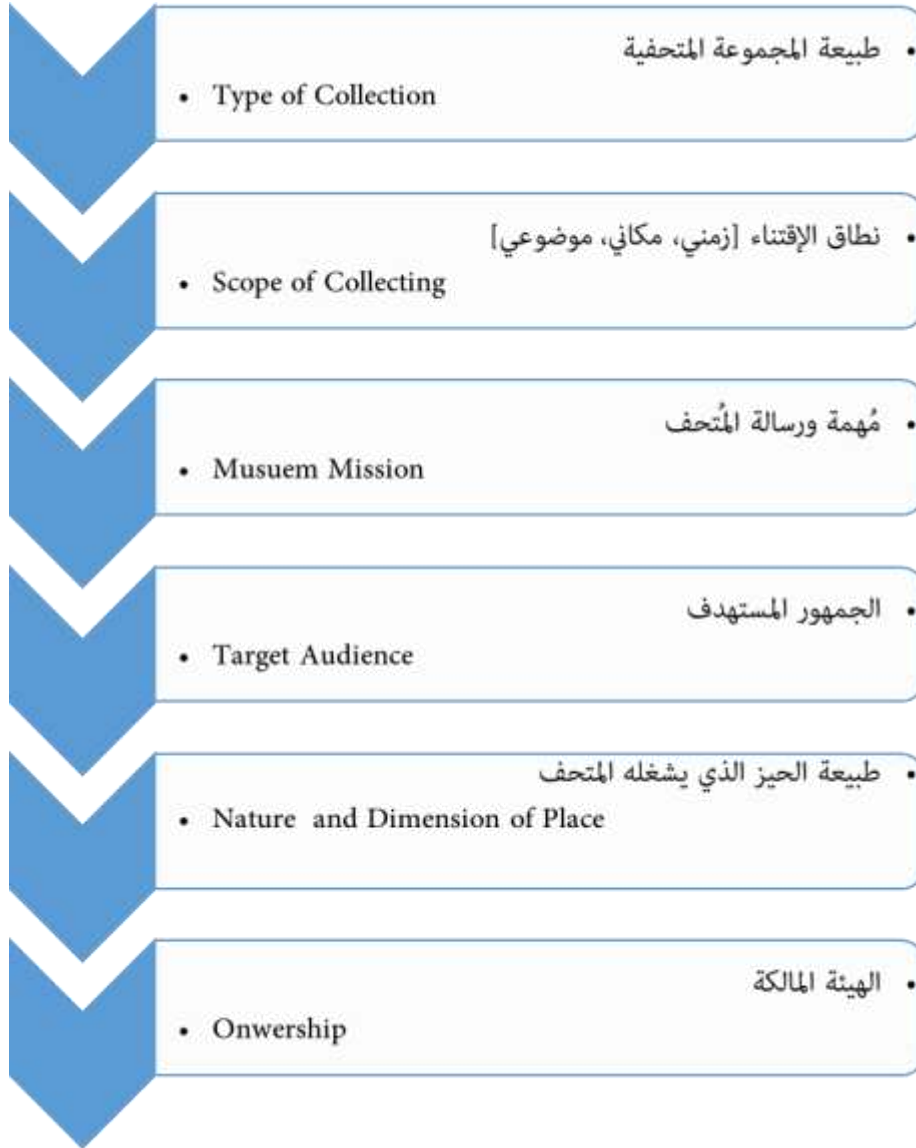 طبيعة المجموعة المتحفية
Type of Collection
نطاق الإقتناء [زمني، مكاني، موضوعي]
Scope of Collecting
مُهمة ورسالة المُتحف
Musuem Mission
الجمهور المستهدف
Target Audience
طبيعة الحيز الذي يشغله المتحف
Nature and Dimension of Place
الهيئة المالكة
Onwership